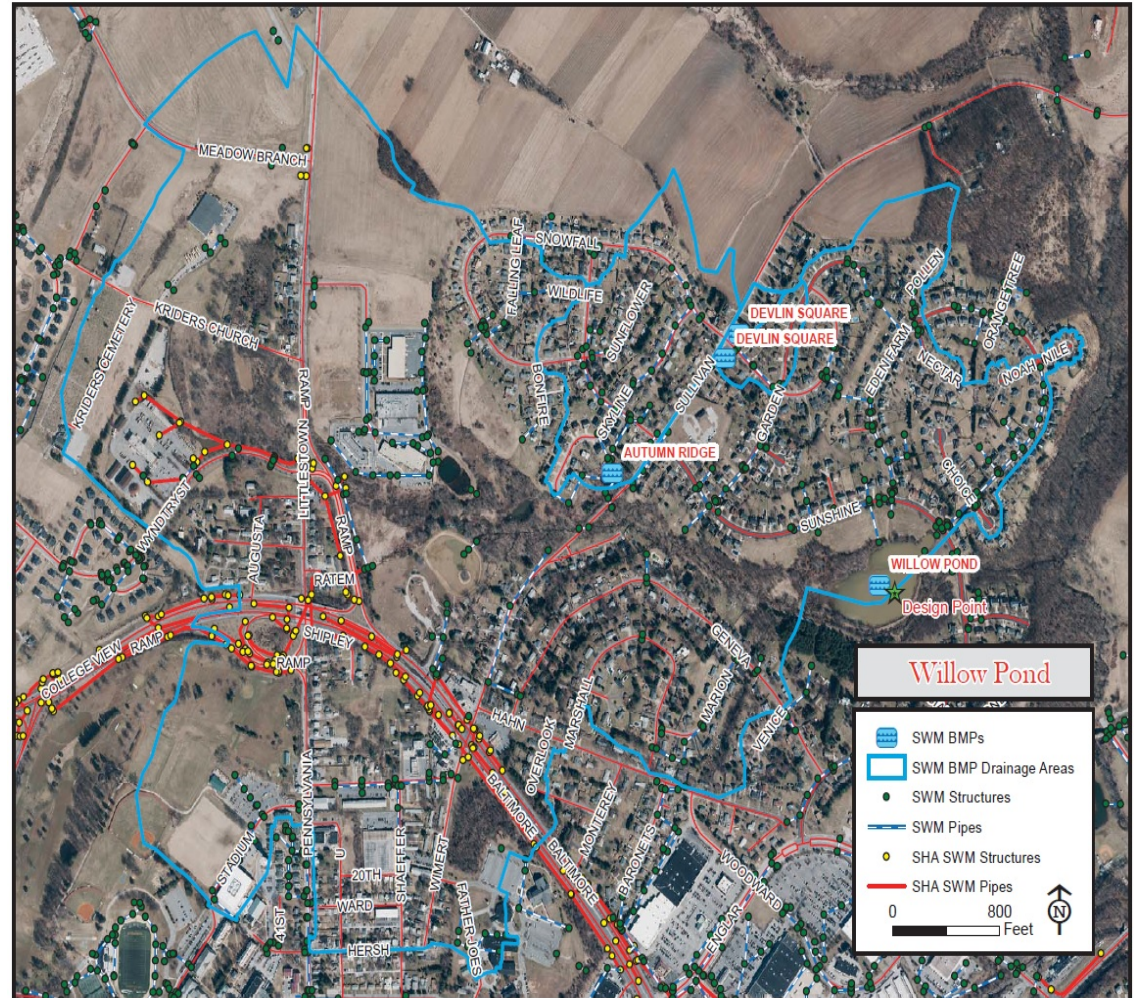 MEADOW BRANCH
SNOWFALL
FALLING LEAF
WILDLIFE
SUNFLOWER
KRIDERS CEMETERY
KRIDERS CHURCH
RAMP
LITTLESTOWN
BONFIRE
SKYLINE
SULLIVAN
DEVLIN SQUARE
DEVLIN SQUARE
POLLEN
ORANGETREE
EDEN FARM
NECTAR
NOAH
NILE
GARDEN
AUTUMN RIDGE
CHOICE
SUNSHINE
WYNDTRYST
AUGUSTA
RAMP
RATEM
WILLOW POND
Design Point
COLLEGE VIEW
RAMP
SHIPLEY
RAMP
GENEVA
MARION
VENICE
HAHN
OVERLOOK
MARSHALL
PENNSYLVANIA
BALTIMORE
BALTIMORE
MONTEREY
BARONETS
WOODWARD
ENGLAR
STADIUM
U
20TH
SHAEFFER
WIMERT
WARD
41ST
HERSH
FATHER JOES
Willow Pond
SWM BMPs
SWM BMP Drainage Areas
SWM Structures
SWM Pipes
SHA SWM Structures
SHA SWM Pipes
0 800
Feet
N